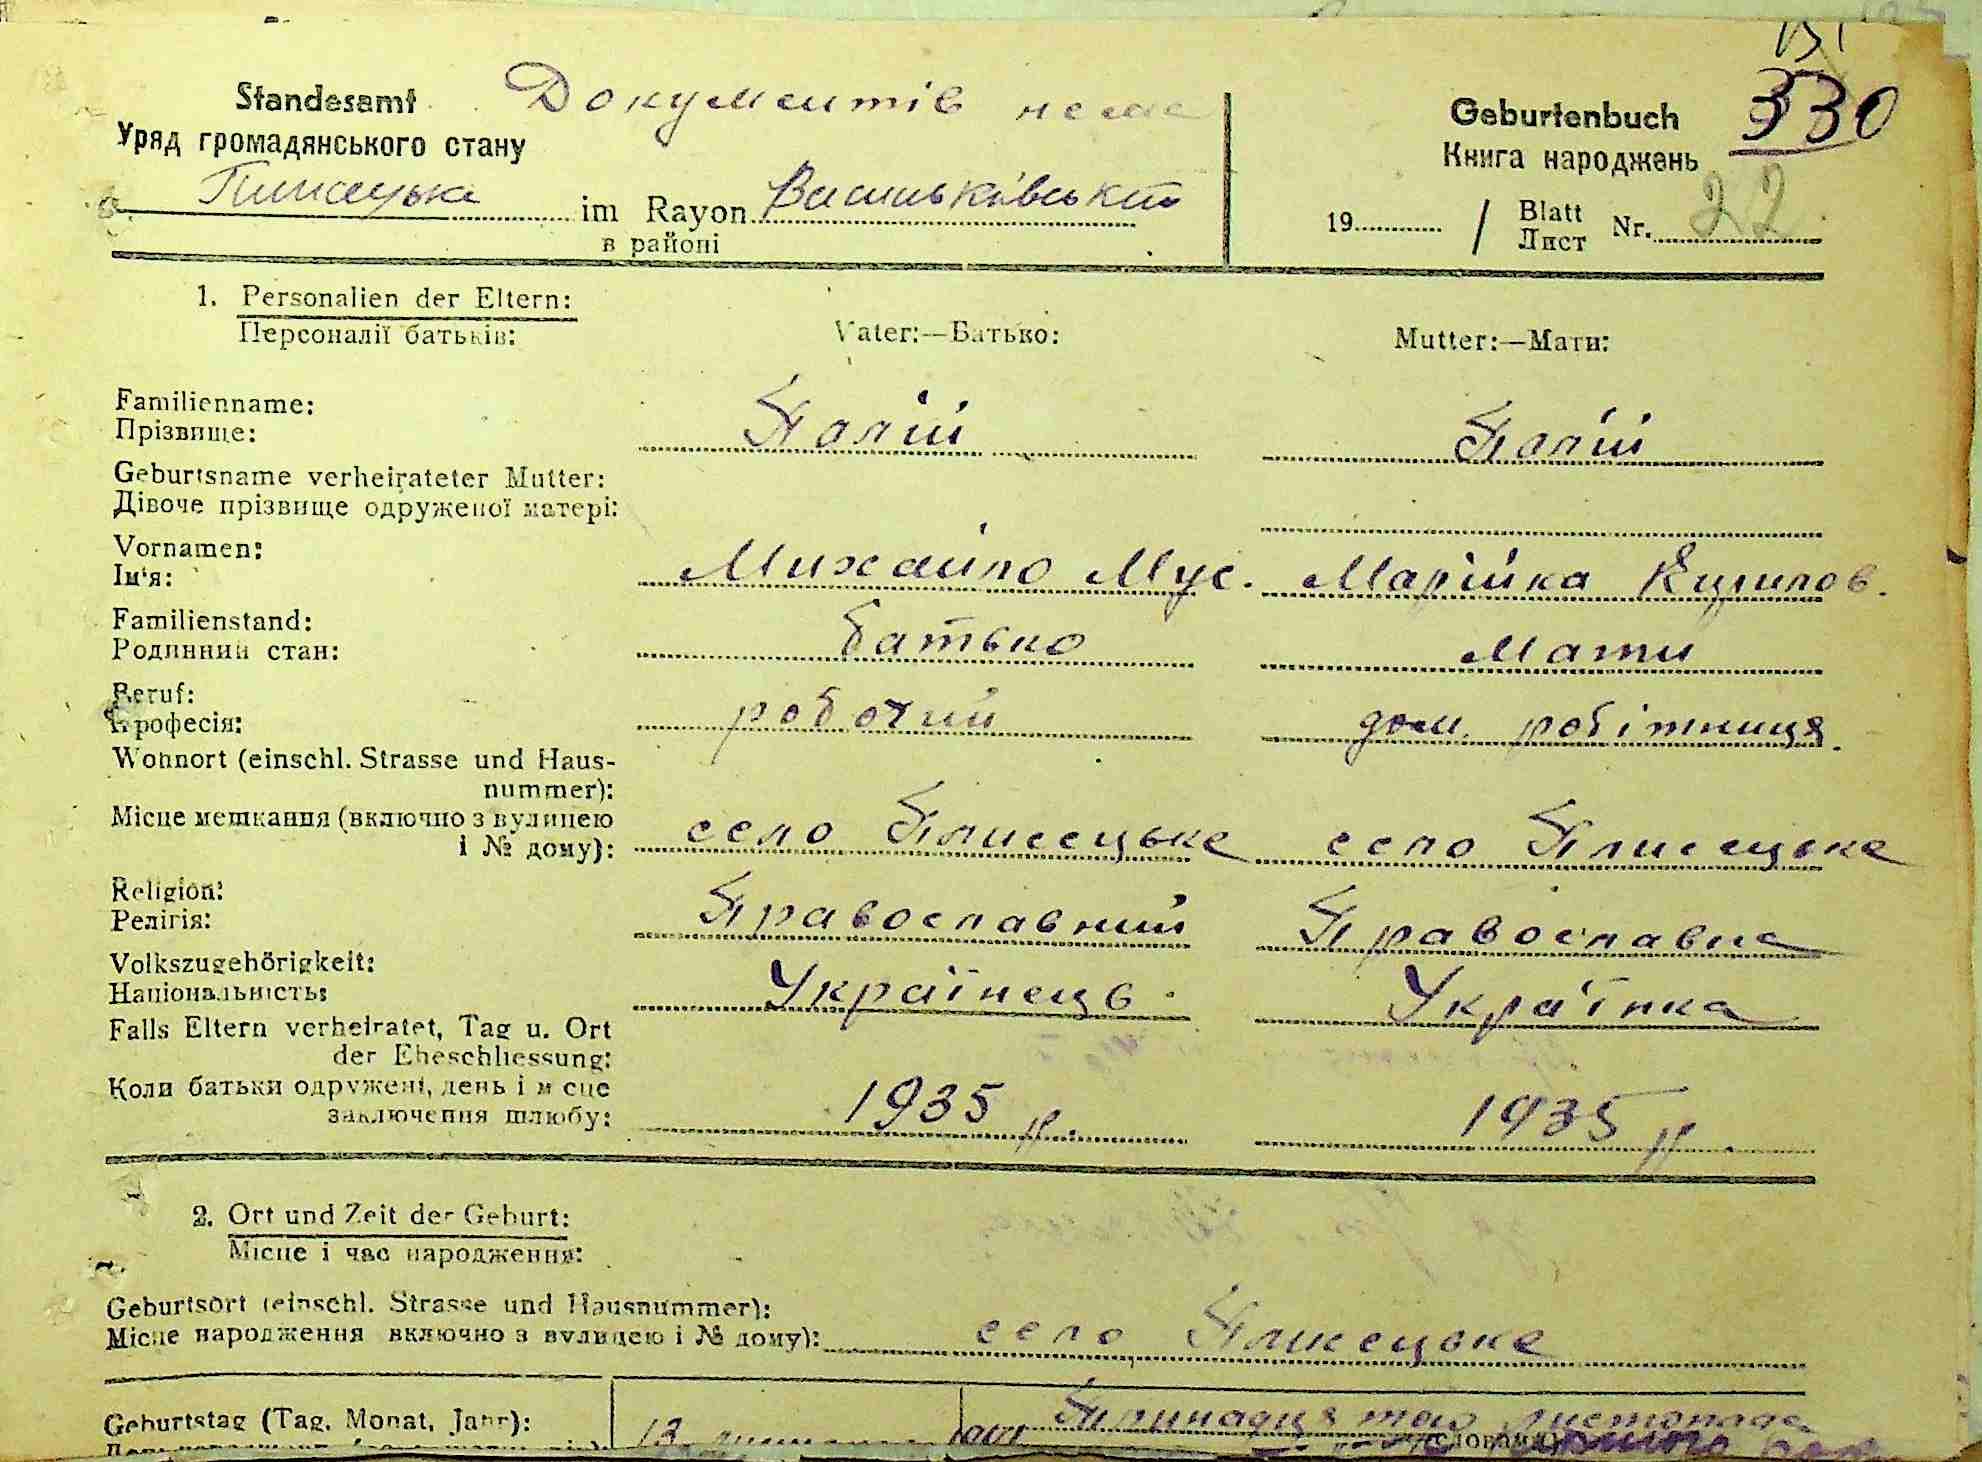 330
Standesamt Документів нема Geburtenbuch
Уряд громадянського стану Книга народжень
im Rayon Васильківськім 19 / Blatt Nr. 22
в районі Лист
1. Personalien der Eltern: Vater:—Батько: Mutter:—Мати:
Персоналії батьків:
Familienname:
Прізвище: Палій Палій
Geburtsname verheirateter Mutter:
Дівоче прізвище одруженої матері:
Vornamen:
Ім'я: Михайло Мус. Марійка Кирилов.
Familienstand:
Родинний стан: батько мати
Beruf:
Професія: робочий дом. робітниця.
Wohnort (einschl. Strasse und Haus-
nummer):
Місце мешкання (включно з вулицею
і № дому): село Плисецьке село Плисецьке
Religion:
Релігія: Православний Православна
Volkszugehörigkeit:
Національність: Українець Українка
Falls Eltern verheiratet, Tag u. Ort
der Eheschliessung:
Коли батьки одружені, день і м сце
заключення шлюбу: 1935 р. 1935 р.
2. Ort und Zeit der Geburt:
Місце і час народження:
Geburtsort (einschl. Strasse und Hausnummer):
Місце народження включно з вулицею і № дому): село Плисецьке
Geburtstag (Tag, Monat, Jahr): 13 листопада
словами)